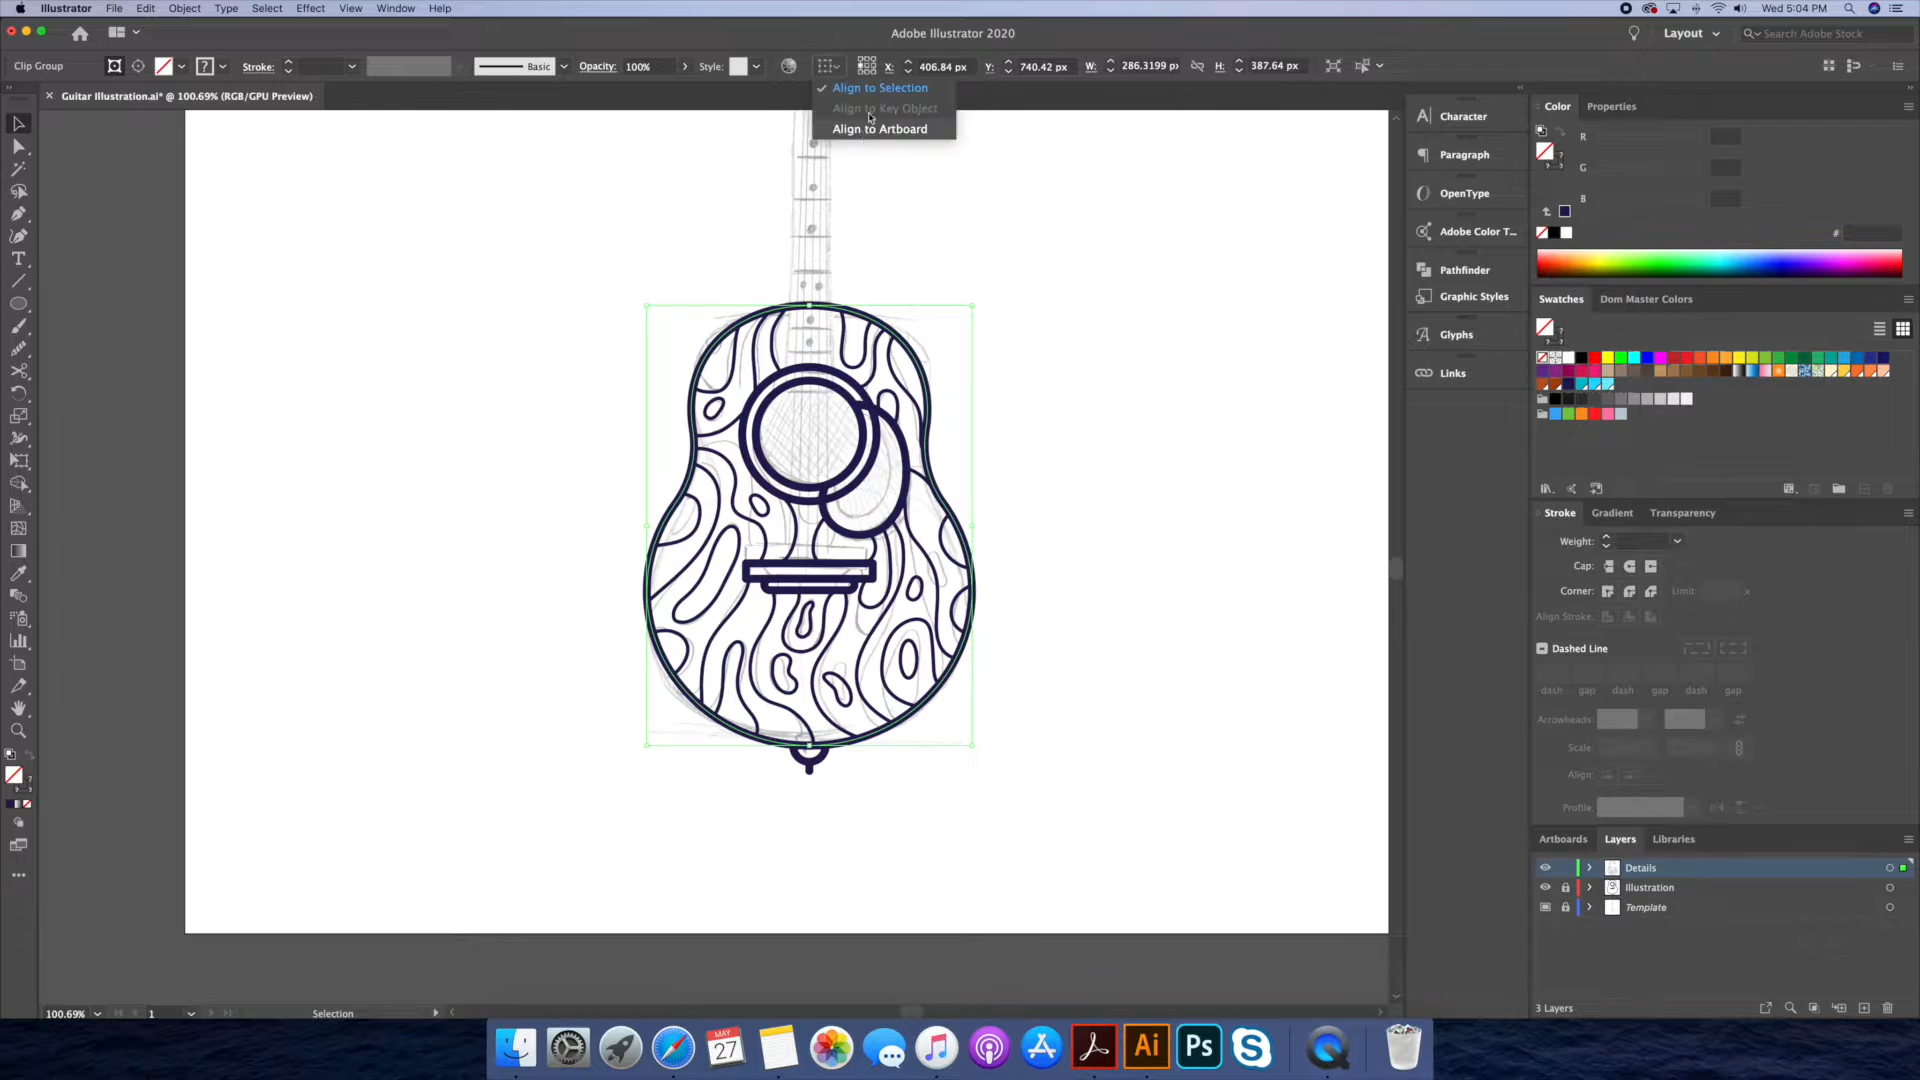 Illustrator File Edit Object Type Select Effect View Window Help
Wed 5:04 PM
Adobe Illustrator 2020
Layout
Search Adobe Stock
Clip Group
Stroke:
Basic
Opacity: 100%
Style:
X: 406.84 px
Y: 740.42 px
W: 286.3199 p
H: 387.64 px
Guitar Illustration.ai* @ 100.69% (RGB/GPU Preview)
Align to Selection
Align to Key Object
Align to Artboard
Character
Paragraph
OpenType
Adobe Color T...
Pathfinder
Graphic Styles
Glyphs
Links
Color Properties
R
G
B
#
Swatches Dom Master Colors
Stroke Gradient Transparency
Weight:
Cap:
Corner:
Limit: x
Align Stroke:
Dashed Line
dash gap dash gap dash gap
Arrowheads:
Scale:
Align:
Profile:
Artboards Layers Libraries
Details
Illustration
Template
3 Layers
100.69%
1
Selection
MAY
27
Ai
Ps
S